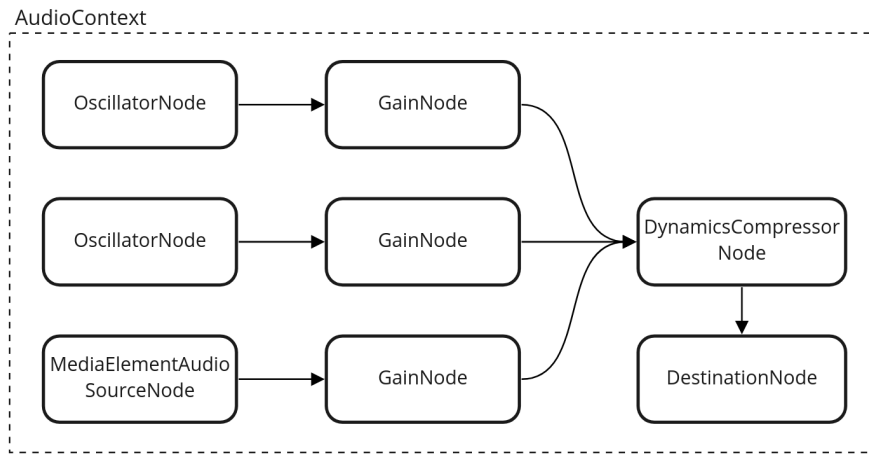 AudioContext
OscillatorNode
GainNode
OscillatorNode
GainNode
DynamicsCompressor
Node
MediaElementAudio
SourceNode
GainNode
DestinationNode